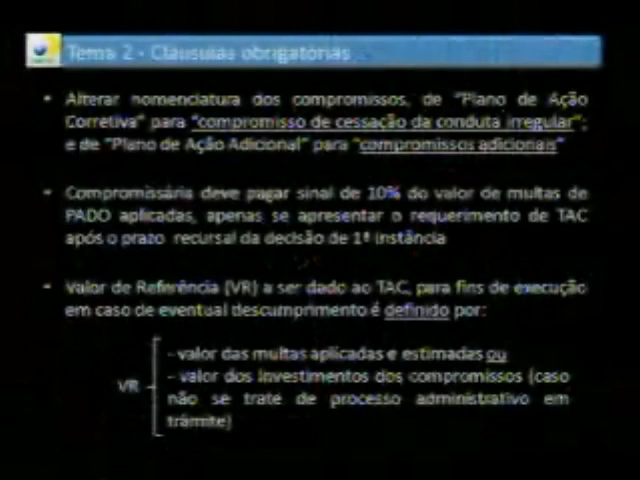 Tema 2 - Clausulas obrigatórias
• Alterar nomenclatura dos compromissos, de "Plano de Ação
Corretiva" para "compromisso de cessação da conduta irregular";
e de "Plano de Ação Adicional" para "compromissos adicionais"
• Compromissária deve pagar sinal de 10% do valor de multas de
PADO aplicadas, apenas se apresentar o requerimento de TAC
após o prazo recursal da decisão de 1ª instância
• Valor de Referência (VR) a ser dado ao TAC, para fins de execução
em caso de eventual descumprimento é definido por:
- valor das multas aplicadas e estimadas ou
VR - valor dos investimentos dos compromissos (caso
não se trate de processo administrativo em
trâmite)